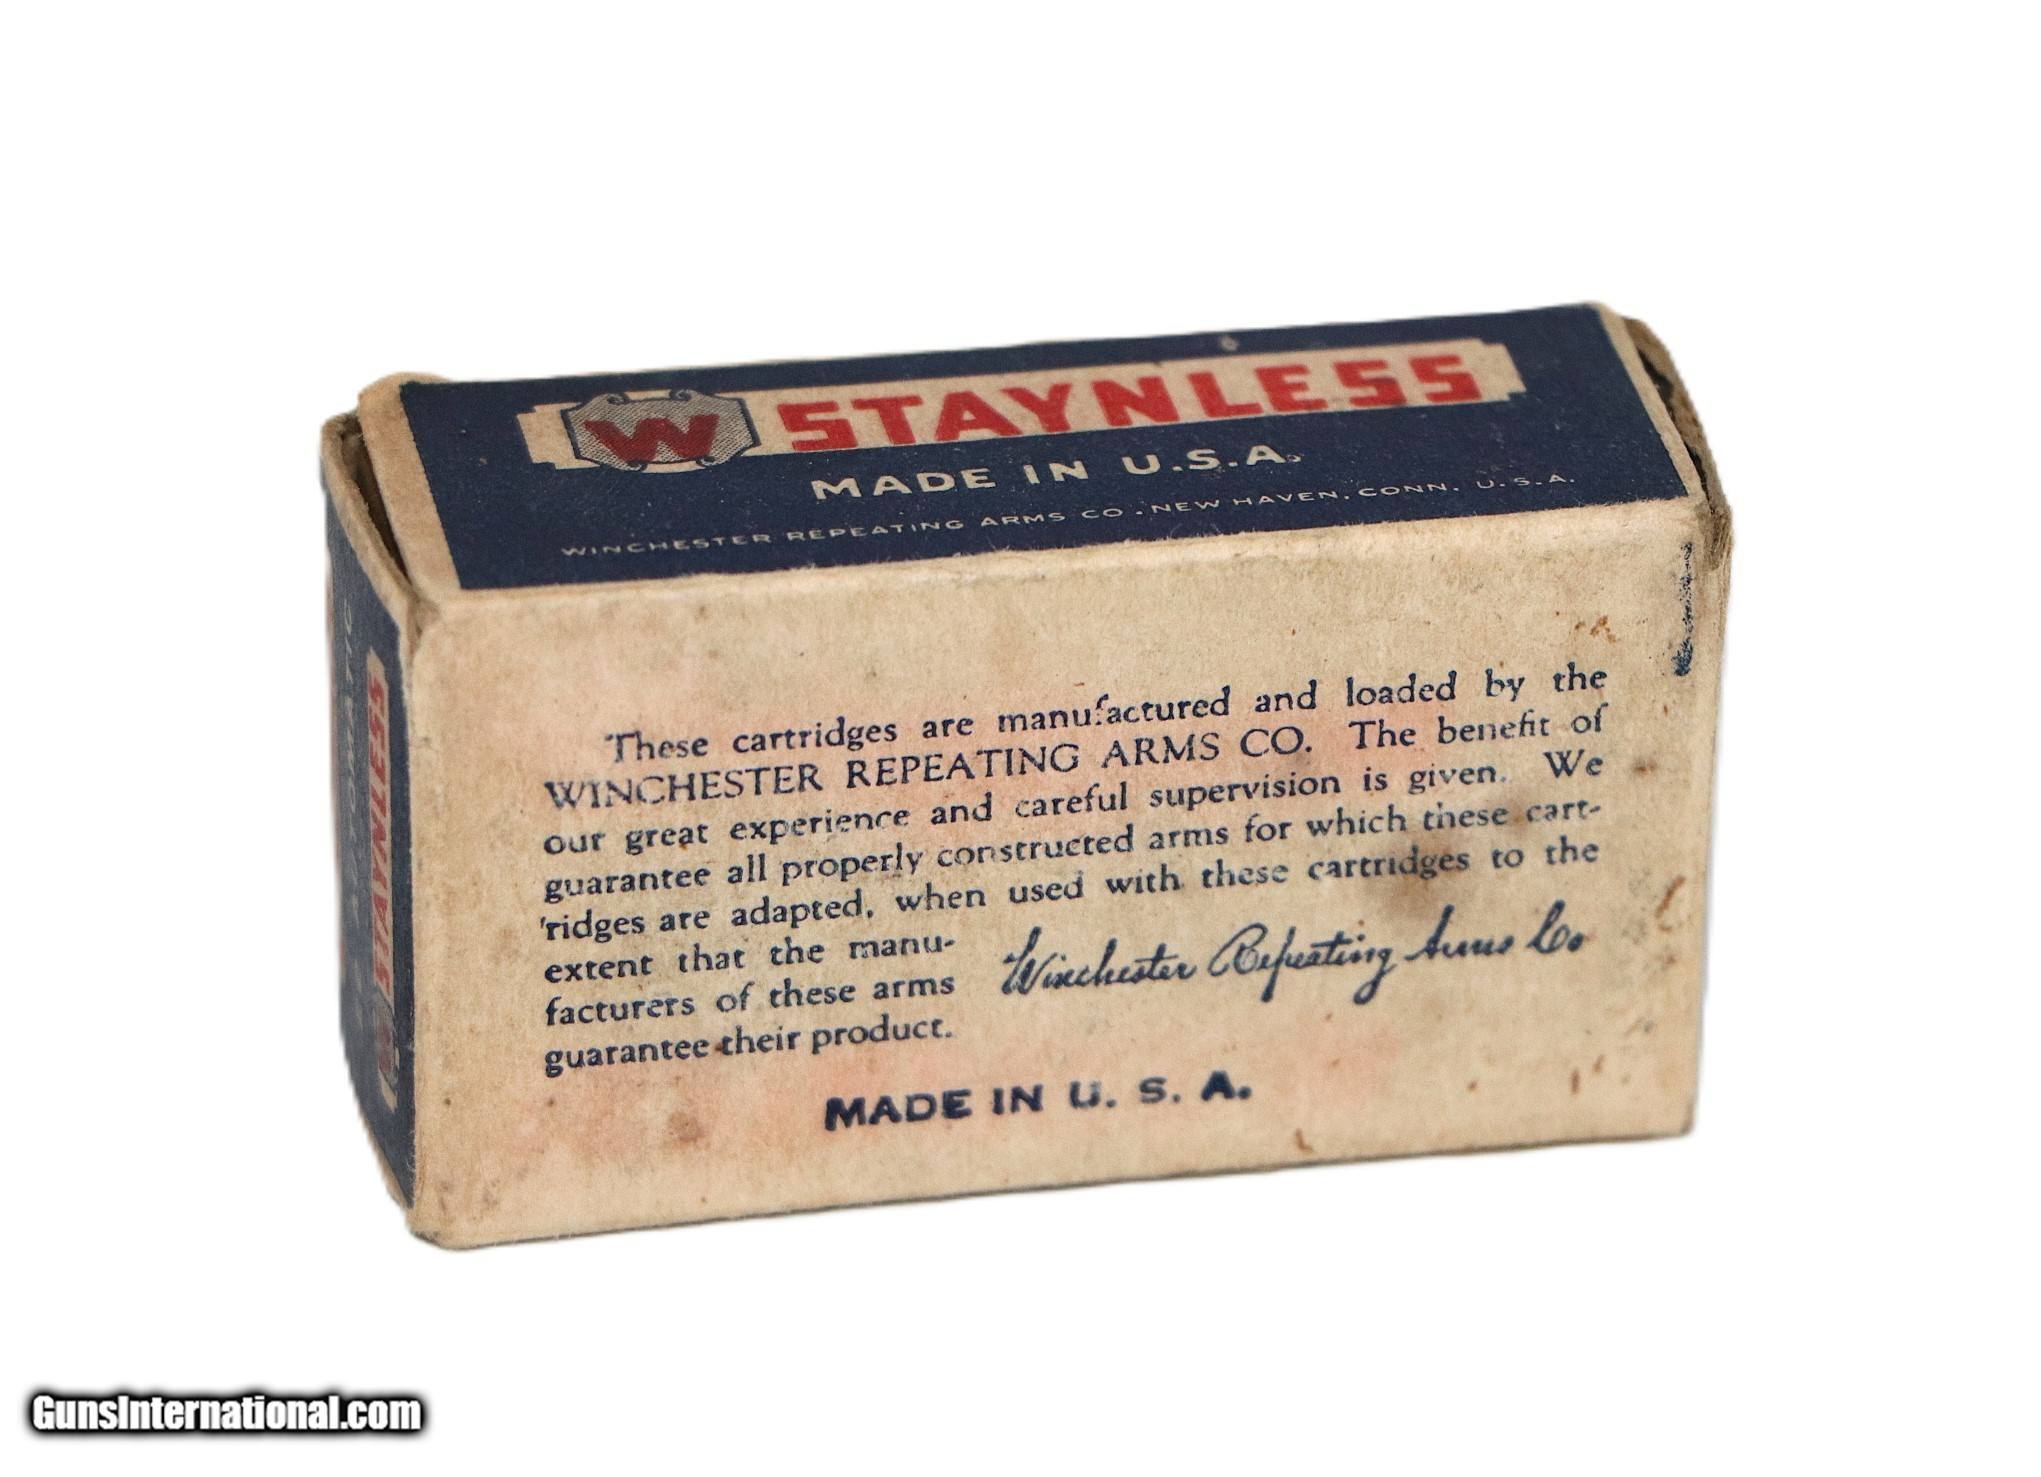 W STAYNLESS
MADE IN U.S.A.
WINCHESTER REPEATING ARMS CO. NEW HAVEN, CONN. U.S.A.
AUTOMATIC
W STAYNLESS
These cartridges are manufactured and loaded by the
WINCHESTER REPEATING ARMS CO. The benefit of
our great experience and careful supervision is given. We
guarantee all properly constructed arms for which these cart-
ridges are adapted, when used with these cartridges to the
extent that the manu-
facturers of these arms
guarantee their product.
Winchester Repeating Arms Co
MADE IN U. S. A.
GunsInternational.com